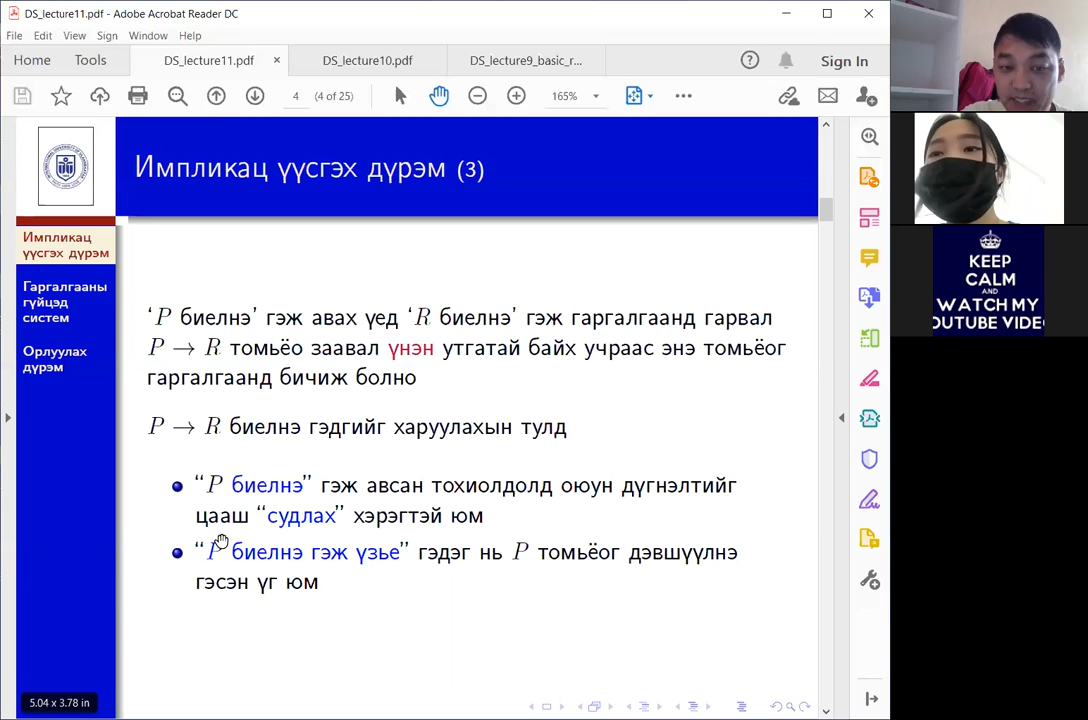 DS_lecture11.pdf - Adobe Acrobat Reader DC
File Edit View Sign Window Help
Home Tools DS_lecture11.pdf × DS_lecture10.pdf DS_lecture9_basic_r... Sign In
4 (4 of 25) 165%
Импликац үүсгэх дүрэм (3)
Импликац
үүсгэх дүрэм
Гаргалгааны
гүйцэд
систем
Орлуулах
дүрэм
‘P биелнэ’ гэж авах үед ‘R биелнэ’ гэж гаргалгаанд гарвал
P → R томьёо заавал үнэн утгатай байх учраас энэ томьёог
гаргалгаанд бичиж болно
P → R биелнэ гэдгийг харуулахын тулд
“P биелнэ” гэж авсан тохиолдолд оюун дүгнэлтийг
цааш “судлах” хэрэгтэй юм
“P биелнэ гэж үзье” гэдэг нь P томьёог дэвшүүлнэ
гэсэн үг юм
5.04 x 3.78 in
KEEP
CALM
AND
WATCH MY
OUTUBE VIDE